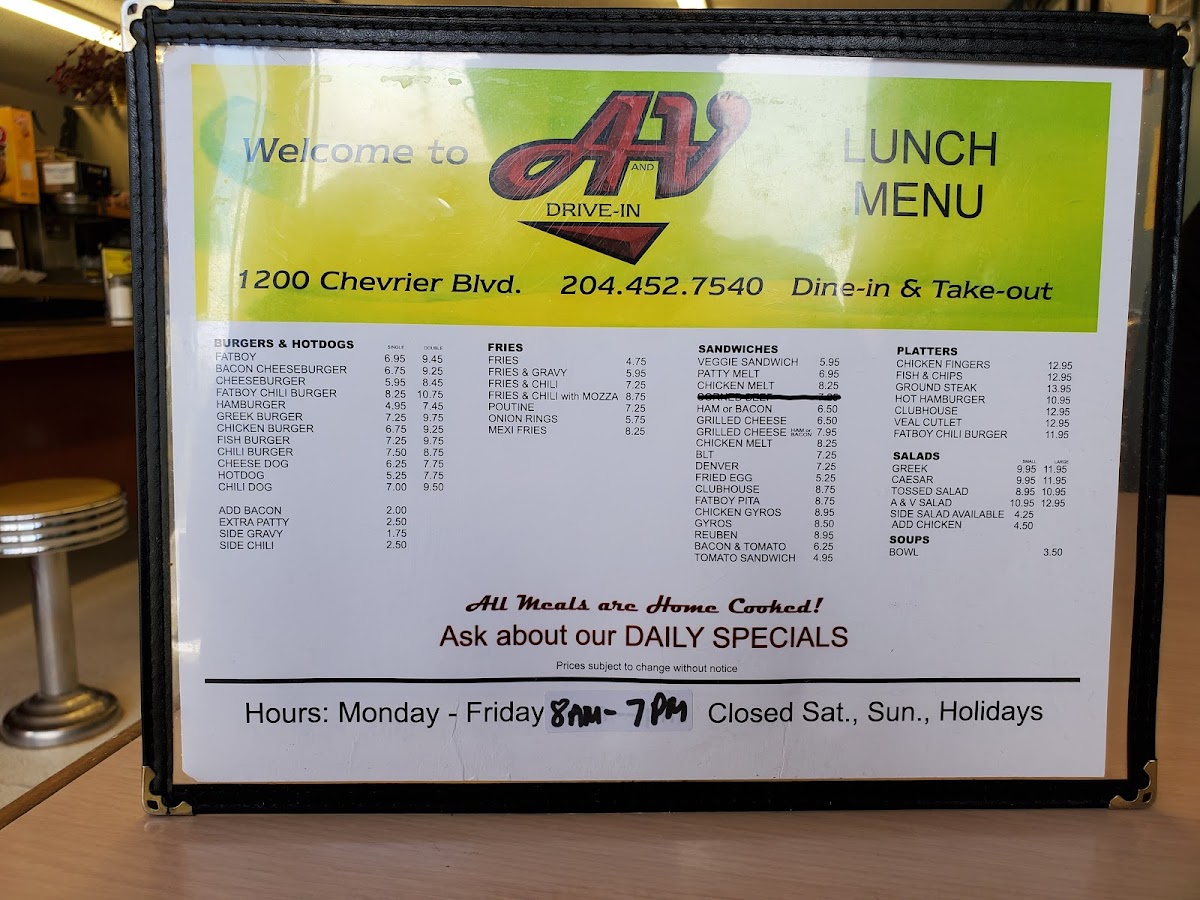 Welcome to
A AND V
DRIVE-IN
LUNCH
MENU
1200 Chevrier Blvd. 204.452.7540 Dine-in & Take-out
BURGERS & HOTDOGS SINGLE DOUBLE
FATBOY 6.95 9.45
BACON CHEESEBURGER 6.75 9.25
CHEESEBURGER 5.95 8.45
FATBOY CHILI BURGER 8.25 10.75
HAMBURGER 4.95 7.45
GREEK BURGER 7.25 9.75
CHICKEN BURGER 6.75 9.25
FISH BURGER 7.25 9.75
CHILI BURGER 7.50 8.75
CHEESE DOG 6.25 7.75
HOTDOG 5.25 7.75
CHILI DOG 7.00 9.50
ADD BACON 2.00
EXTRA PATTY 2.50
SIDE GRAVY 1.75
SIDE CHILI 2.50
FRIES
FRIES 4.75
FRIES & GRAVY 5.95
FRIES & CHILI 7.25
FRIES & CHILI with MOZZA 8.75
POUTINE 7.25
ONION RINGS 5.75
MEXI FRIES 8.25
SANDWICHES
VEGGIE SANDWICH 5.95
PATTY MELT 6.95
CHICKEN MELT 8.25
CORNED BEEF 7.25
HAM or BACON 6.50
GRILLED CHEESE 6.50
GRILLED CHEESE HAM or BACON 7.95
CHICKEN MELT 8.25
BLT 7.25
DENVER 7.25
FRIED EGG 5.25
CLUBHOUSE 8.75
FATBOY PITA 8.75
CHICKEN GYROS 8.95
GYROS 8.50
REUBEN 8.95
BACON & TOMATO 6.25
TOMATO SANDWICH 4.95
PLATTERS
CHICKEN FINGERS 12.95
FISH & CHIPS 12.95
GROUND STEAK 13.95
HOT HAMBURGER 10.95
CLUBHOUSE 12.95
VEAL CUTLET 12.95
FATBOY CHILI BURGER 11.95
SALADS SMALL LARGE
GREEK 9.95 11.95
CAESAR 9.95 11.95
TOSSED SALAD 8.95 10.95
A & V SALAD 10.95 12.95
SIDE SALAD AVAILABLE 4.25
ADD CHICKEN 4.50
SOUPS
BOWL 3.50
All Meals are Home Cooked!
Ask about our DAILY SPECIALS
Prices subject to change without notice
Hours: Monday - Friday 8AM - 7PM Closed Sat., Sun., Holidays